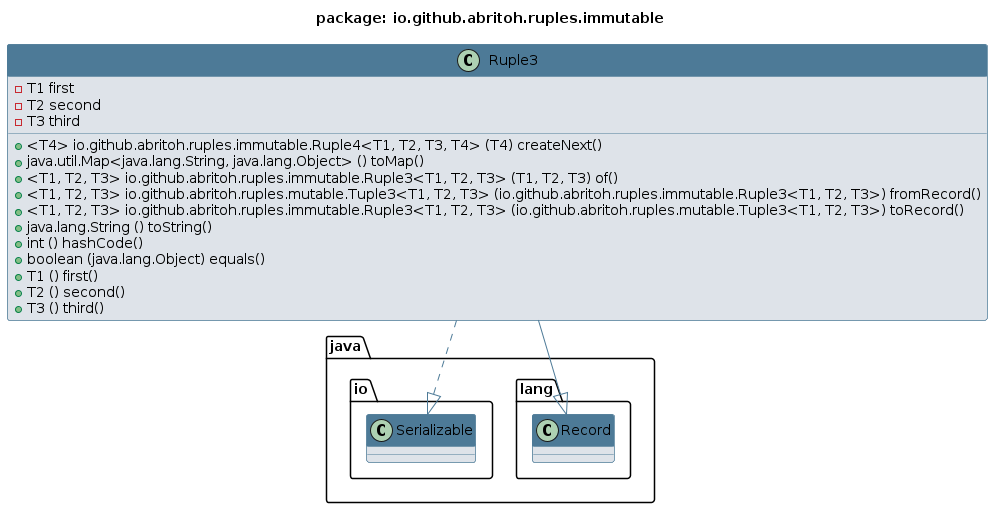 package: io.github.abritoh.ruples.immutable
C Ruple3
T1 first
T2 second
T3 third
<T4> io.github.abritoh.ruples.immutable.Ruple4<T1, T2, T3, T4> (T4) createNext()
java.util.Map<java.lang.String, java.lang.Object> () toMap()
<T1, T2, T3> io.github.abritoh.ruples.immutable.Ruple3<T1, T2, T3> (T1, T2, T3) of()
<T1, T2, T3> io.github.abritoh.ruples.mutable.Tuple3<T1, T2, T3> (io.github.abritoh.ruples.immutable.Ruple3<T1, T2, T3>) fromRecord()
<T1, T2, T3> io.github.abritoh.ruples.immutable.Ruple3<T1, T2, T3> (io.github.abritoh.ruples.mutable.Tuple3<T1, T2, T3>) toRecord()
java.lang.String () toString()
int () hashCode()
boolean (java.lang.Object) equals()
T1 () first()
T2 () second()
T3 () third()
java
io
lang
C Serializable
C Record